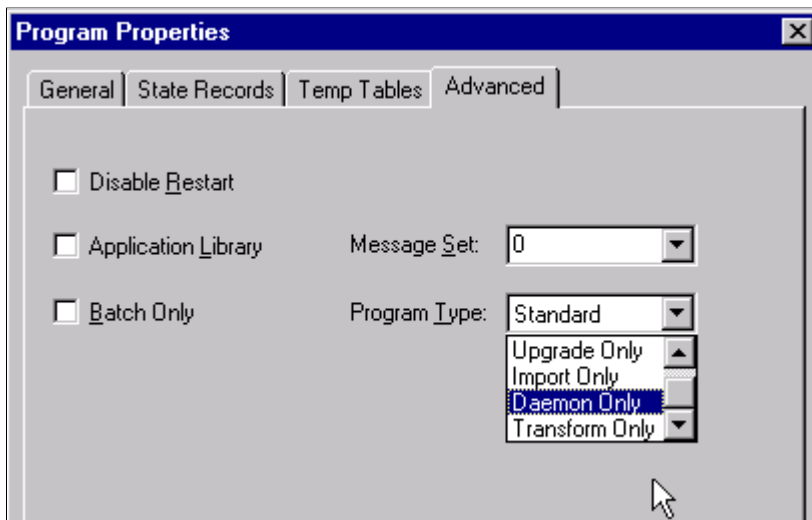 Program Properties
General State Records Temp Tables Advanced
Disable Restart
Application Library Message Set: 0
Batch Only Program Type: Standard
Upgrade Only
Import Only
Daemon Only
Transform Only